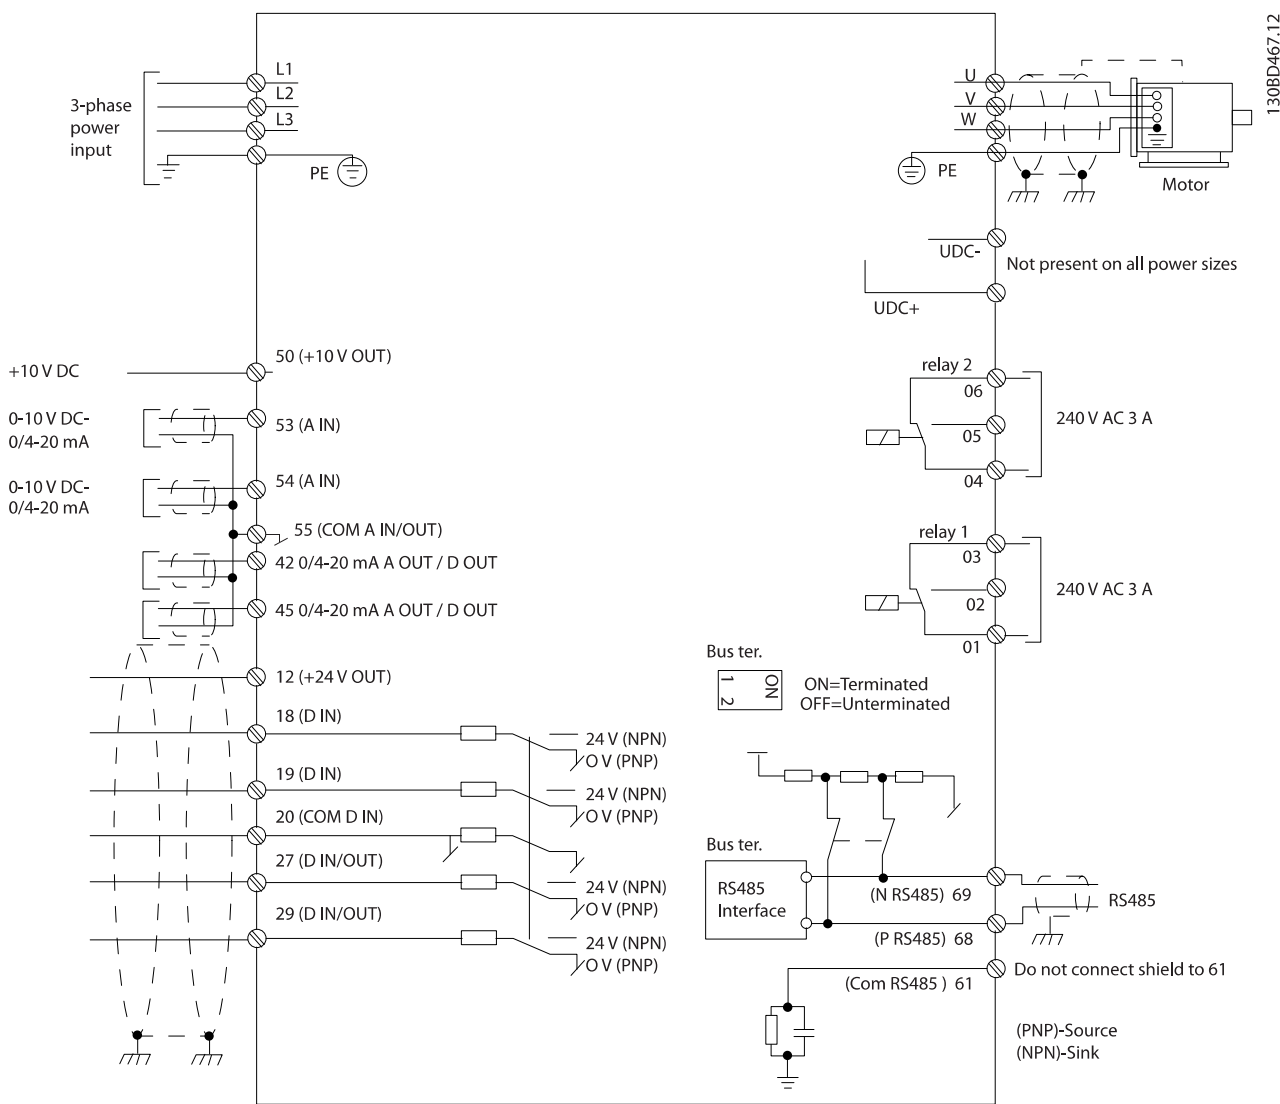 130BD467.12
3-phase
power
input
L1
L2
L3
PE
U
V
W
PE
Motor
UDC-
Not present on all power sizes
UDC+
+10 V DC
50 (+10 V OUT)
0-10 V DC-
0/4-20 mA
53 (A IN)
0-10 V DC-
0/4-20 mA
54 (A IN)
55 (COM A IN/OUT)
42 0/4-20 mA A OUT / D OUT
45 0/4-20 mA A OUT / D OUT
12 (+24 V OUT)
18 (D IN)
24 V (NPN)
O V (PNP)
19 (D IN)
24 V (NPN)
O V (PNP)
20 (COM D IN)
27 (D IN/OUT)
24 V (NPN)
O V (PNP)
29 (D IN/OUT)
24 V (NPN)
O V (PNP)
relay 2
06
05
04
240 V AC 3 A
relay 1
03
02
01
240 V AC 3 A
Bus ter.
1 2
ON
ON=Terminated
OFF=Unterminated
Bus ter.
RS485
Interface
(N RS485) 69
RS485
(P RS485) 68
(Com RS485 ) 61
Do not connect shield to 61
(PNP)-Source
(NPN)-Sink